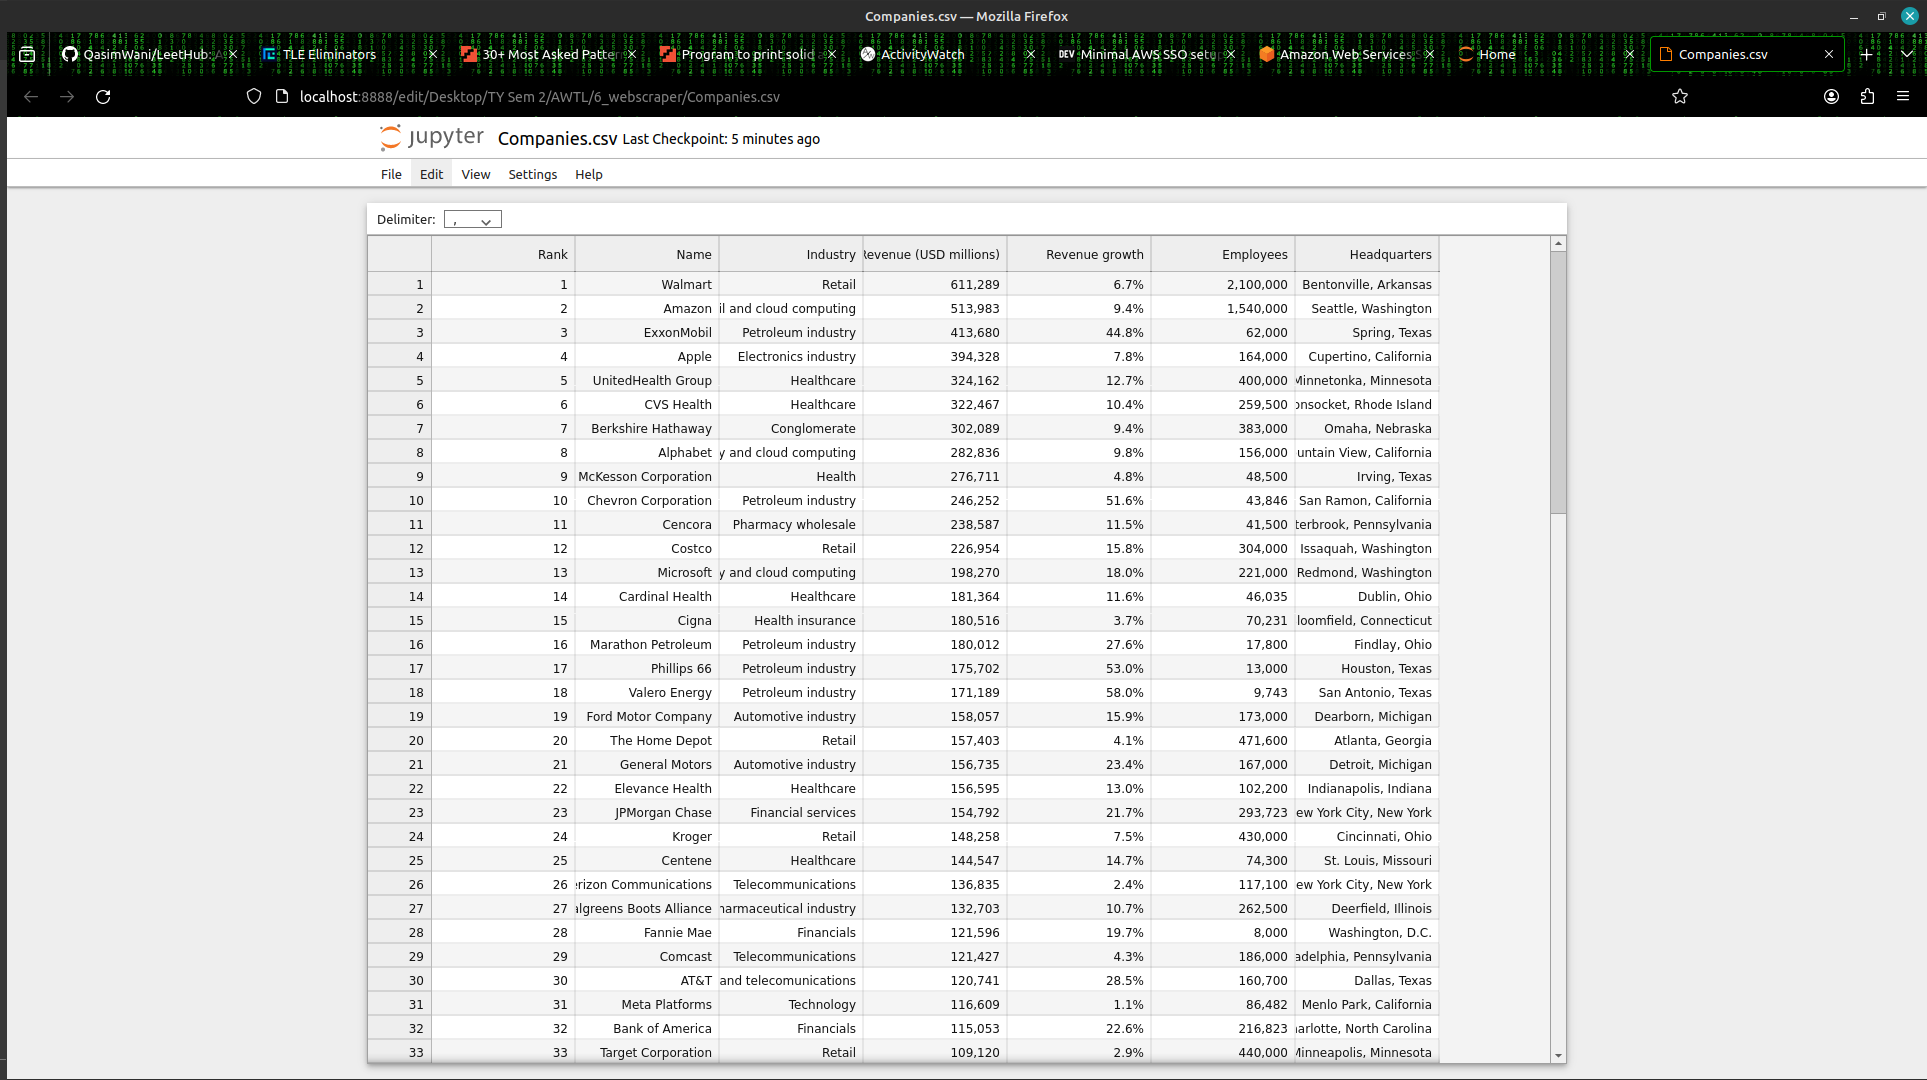 Companies.csv — Mozilla Firefox
QasimWani/LeetHub: TLE Eliminators 30+ Most Asked Patter Program to print solid ActivityWatch DEV Minimal AWS SSO setu Amazon Web Services Home Companies.csv
localhost:8888/edit/Desktop/TY Sem 2/AWTL/6_webscraper/Companies.csv
jupyter Companies.csv Last Checkpoint: 5 minutes ago
File Edit View Settings Help
Delimiter: ,
Rank Name Industry Revenue (USD millions) Revenue growth Employees Headquarters
1 1 Walmart Retail 611,289 6.7% 2,100,000 Bentonville, Arkansas
2 2 Amazon il and cloud computing 513,983 9.4% 1,540,000 Seattle, Washington
3 3 ExxonMobil Petroleum industry 413,680 44.8% 62,000 Spring, Texas
4 4 Apple Electronics industry 394,328 7.8% 164,000 Cupertino, California
5 5 UnitedHealth Group Healthcare 324,162 12.7% 400,000 Minnetonka, Minnesota
6 6 CVS Health Healthcare 322,467 10.4% 259,500 onsocket, Rhode Island
7 7 Berkshire Hathaway Conglomerate 302,089 9.4% 383,000 Omaha, Nebraska
8 8 Alphabet y and cloud computing 282,836 9.8% 156,000 untain View, California
9 9 McKesson Corporation Health 276,711 4.8% 48,500 Irving, Texas
10 10 Chevron Corporation Petroleum industry 246,252 51.6% 43,846 San Ramon, California
11 11 Cencora Pharmacy wholesale 238,587 11.5% 41,500 terbrook, Pennsylvania
12 12 Costco Retail 226,954 15.8% 304,000 Issaquah, Washington
13 13 Microsoft y and cloud computing 198,270 18.0% 221,000 Redmond, Washington
14 14 Cardinal Health Healthcare 181,364 11.6% 46,035 Dublin, Ohio
15 15 Cigna Health insurance 180,516 3.7% 70,231 loomfield, Connecticut
16 16 Marathon Petroleum Petroleum industry 180,012 27.6% 17,800 Findlay, Ohio
17 17 Phillips 66 Petroleum industry 175,702 53.0% 13,000 Houston, Texas
18 18 Valero Energy Petroleum industry 171,189 58.0% 9,743 San Antonio, Texas
19 19 Ford Motor Company Automotive industry 158,057 15.9% 173,000 Dearborn, Michigan
20 20 The Home Depot Retail 157,403 4.1% 471,600 Atlanta, Georgia
21 21 General Motors Automotive industry 156,735 23.4% 167,000 Detroit, Michigan
22 22 Elevance Health Healthcare 156,595 13.0% 102,200 Indianapolis, Indiana
23 23 JPMorgan Chase Financial services 154,792 21.7% 293,723 ew York City, New York
24 24 Kroger Retail 148,258 7.5% 430,000 Cincinnati, Ohio
25 25 Centene Healthcare 144,547 14.7% 74,300 St. Louis, Missouri
26 26 erizon Communications Telecommunications 136,835 2.4% 117,100 ew York City, New York
27 27 algreens Boots Alliance harmaceutical industry 132,703 10.7% 262,500 Deerfield, Illinois
28 28 Fannie Mae Financials 121,596 19.7% 8,000 Washington, D.C.
29 29 Comcast Telecommunications 121,427 4.3% 186,000 adelphia, Pennsylvania
30 30 AT&T and telecomunications 120,741 28.5% 160,700 Dallas, Texas
31 31 Meta Platforms Technology 116,609 1.1% 86,482 Menlo Park, California
32 32 Bank of America Financials 115,053 22.6% 216,823 harlotte, North Carolina
33 33 Target Corporation Retail 109,120 2.9% 440,000 Minneapolis, Minnesota